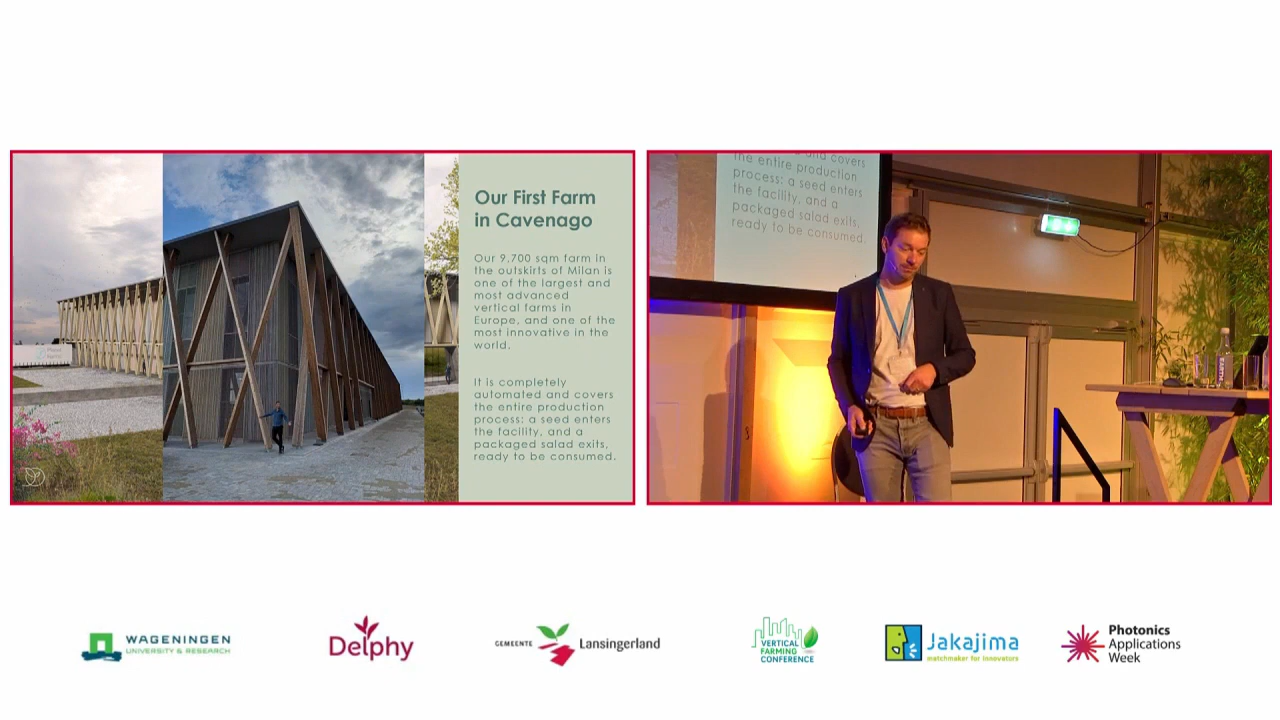 Our First Farm
in Cavenago
Our 9,700 sqm farm in
the outskirts of Milan is
one of the largest and
most advanced
vertical farms in
Europe, and one of the
most innovative in the
world.
It is completely
automated and covers
the entire production
process: a seed enters
the facility, and a
packaged salad exits,
ready to be consumed.
and covers
the entire production
process: a seed enters
the facility, and a
packaged salad exits,
ready to be consumed.
EARTH
WAGENINGEN
UNIVERSITY & RESEARCH
Delphy
GEMEENTE Lansingerland
VERTICAL
FARMING
CONFERENCE
Jakajima
matchmaker for innovators
Photonics
Applications
Week